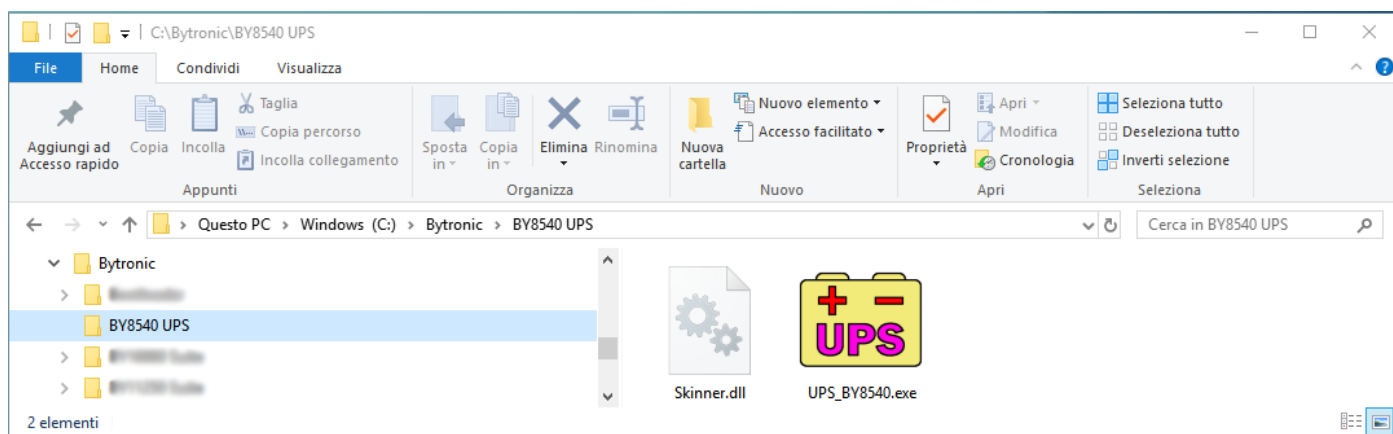 C:\Bytronic\BY8540 UPS
File Home Condividi Visualizza
Aggiungi ad Accesso rapido
Copia
Incolla
Taglia
Copia percorso
Incolla collegamento
Appunti
Sposta in
Copia in
Elimina
Rinomina
Organizza
Nuova cartella
Nuovo elemento
Accesso facilitato
Nuovo
Proprietà
Apri
Modifica
Cronologia
Apri
Seleziona tutto
Deseleziona tutto
Inverti selezione
Seleziona
Questo PC > Windows (C:) > Bytronic > BY8540 UPS
Cerca in BY8540 UPS
Bytronic
BY8540 UPS
+ −
UPS
Skinner.dll
UPS_BY8540.exe
2 elementi